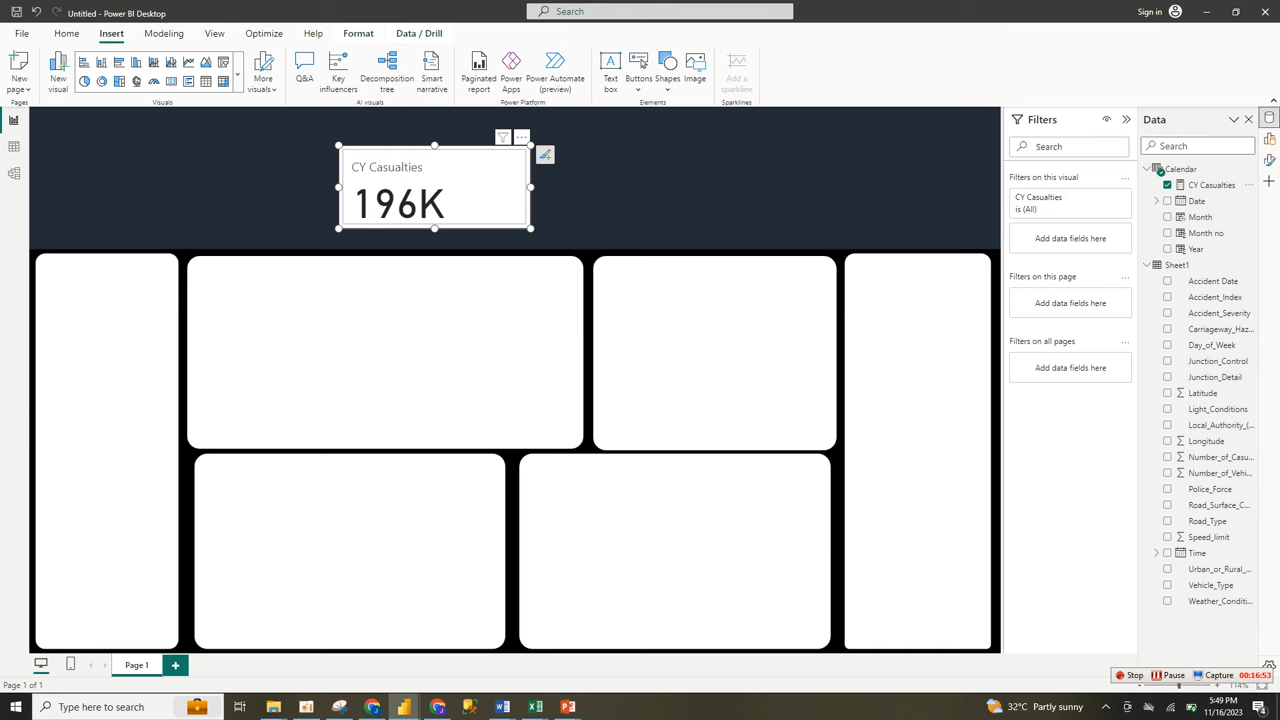 Untitled - Power BI Desktop
Search
Sign in
File
Home
Insert
Modeling
View
Optimize
Help
Format
Data / Drill
New
page
New
visual
More
visuals
Q&A
Key
influencers
Decomposition
tree
Smart
narrative
Paginated
report
Power
Apps
Power Automate
(preview)
Text
box
Buttons
Shapes
Image
Add a
sparkline
Pages
Visuals
AI visuals
Power Platform
Elements
Sparklines
CY Casualties
196K
Filters
Search
Filters on this visual
CY Casualties
is (All)
Add data fields here
Filters on this page
Add data fields here
Filters on all pages
Add data fields here
Data
Search
Calendar
CY Casualties
Date
Month
Month no
Year
Sheet1
Accident Date
Accident_Index
Accident_Severity
Carriageway_Haz...
Day_of_Week
Junction_Control
Junction_Detail
Latitude
Light_Conditions
Local_Authority_(...
Longitude
Number_of_Casu...
Number_of_Vehi...
Police_Force
Road_Surface_C...
Road_Type
Speed_limit
Time
Urban_or_Rural_...
Vehicle_Type
Weather_Conditi...
Page 1
Page 1 of 1
Stop
Pause
Capture
00:16:53
114%
Type here to search
32°C Partly sunny
5:49 PM
11/16/2023